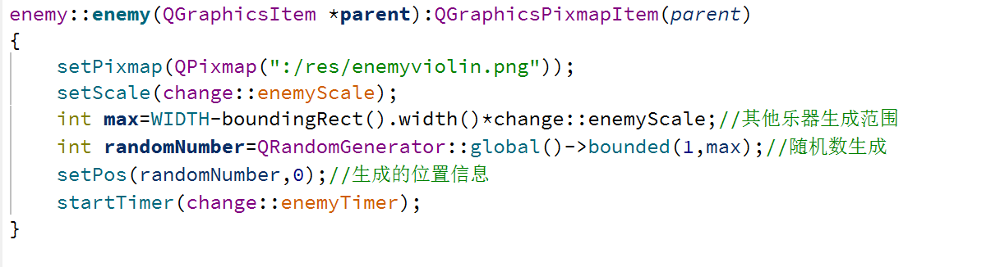 enemy::enemy(QGraphicsItem *parent):QGraphicsPixmapItem(parent)
{
    setPixmap(QPixmap(":/res/enemyviolin.png"));
    setScale(change::enemyScale);
    int max=WIDTH-boundingRect().width()*change::enemyScale;//其他乐器生成范围
    int randomNumber=QRandomGenerator::global()->bounded(1,max);//随机数生成
    setPos(randomNumber,0);//生成的位置信息
    startTimer(change::enemyTimer);
}